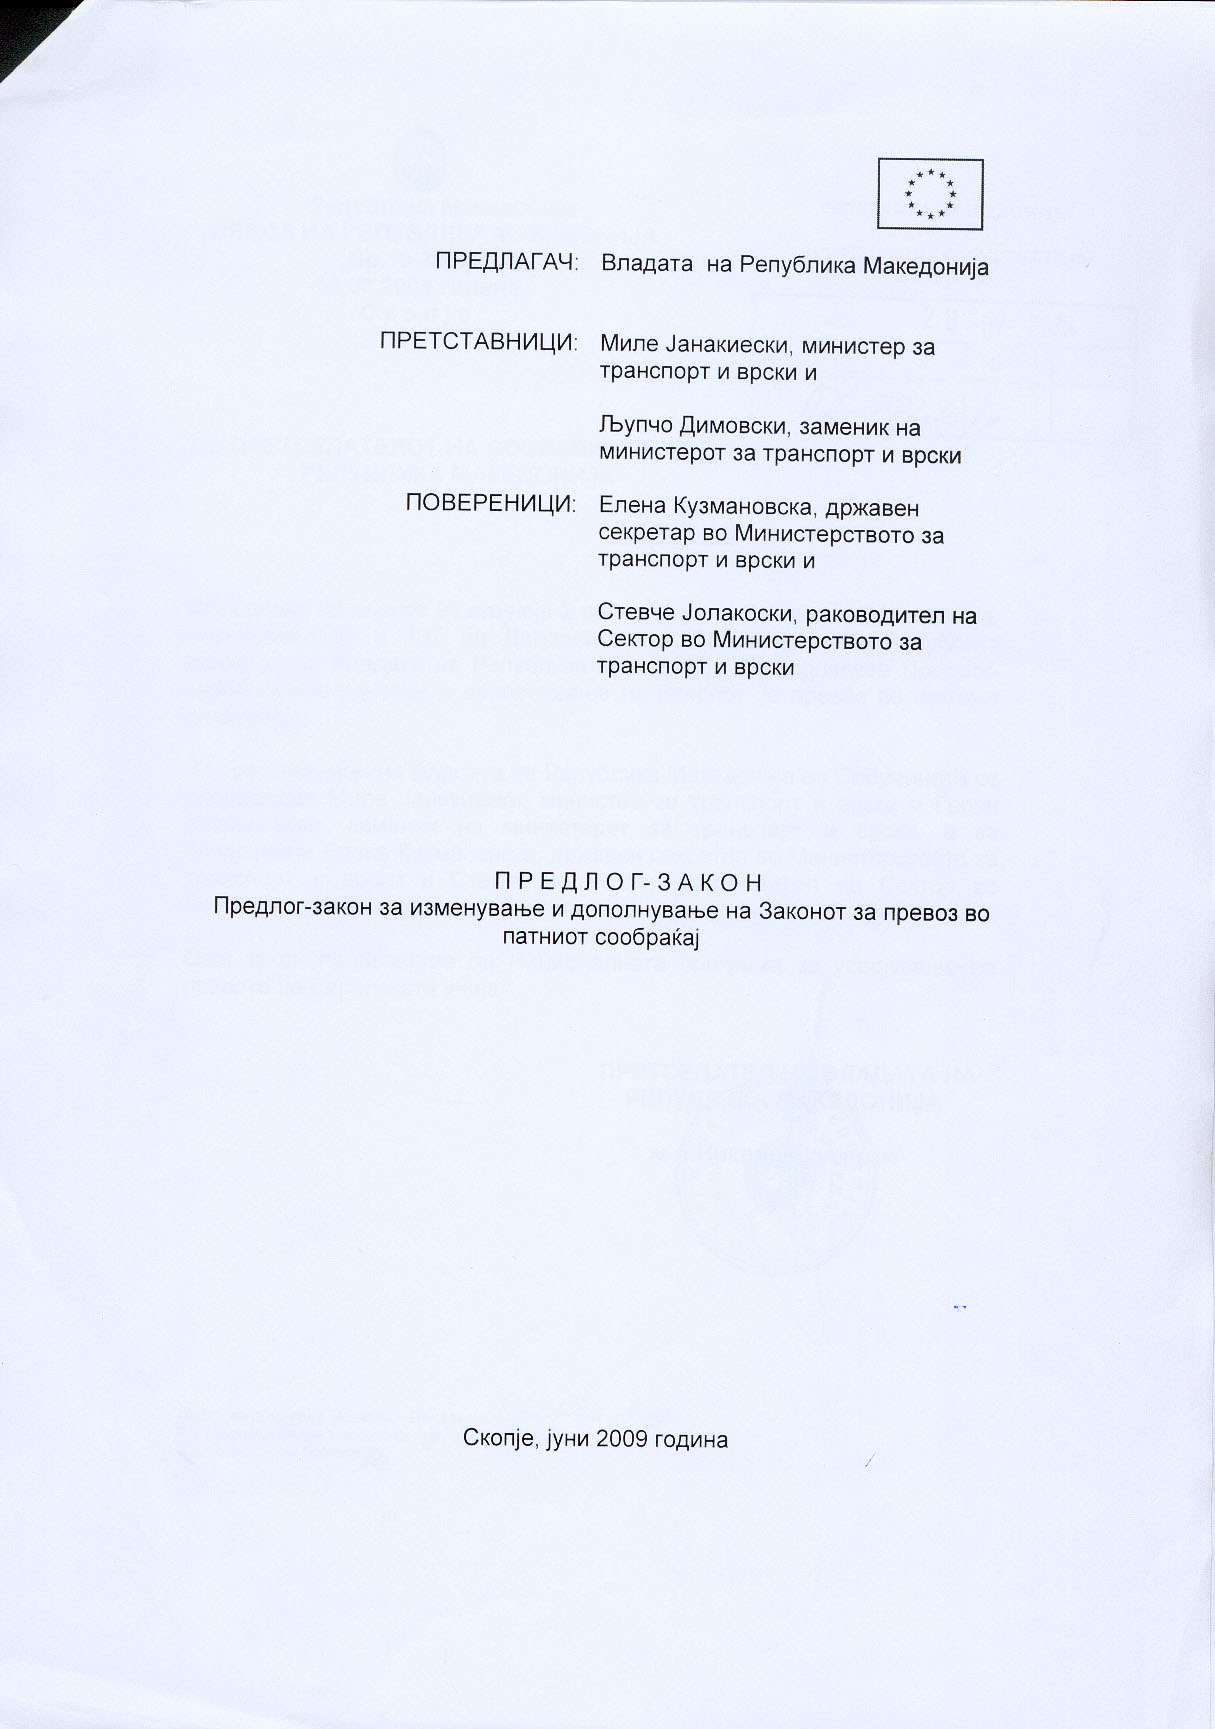 ПРЕДЛАГАЧ: Владата на Република Македонија
ПРЕТСТАВНИЦИ: Миле Јанакиески, министер за
транспорт и врски и
Љупчо Димовски, заменик на
министерот за транспорт и врски
ПОВЕРЕНИЦИ: Елена Кузмановска, државен
секретар во Министерството за
транспорт и врски и
Стевче Јолакоски, раководител на
Сектор во Министерството за
транспорт и врски
П Р Е Д Л О Г- З А К О Н
Предлог-закон за изменување и дополнување на Законот за превоз во
патниот сообраќај
Скопје, јуни 2009 година